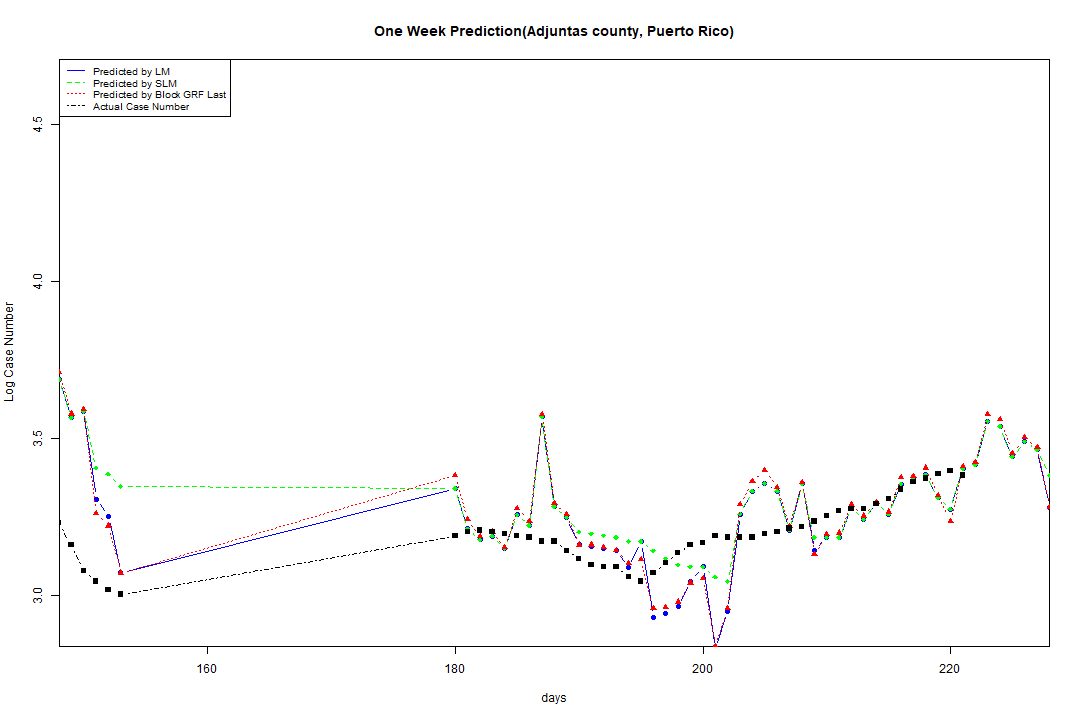 One Week Prediction(Adjuntas county, Puerto Rico)
Predicted by LM
Predicted by SLM
Predicted by Block GRF Last
Actual Case Number
4.5
4.0
3.5
3.0
Log Case Number
160
180
200
220
days